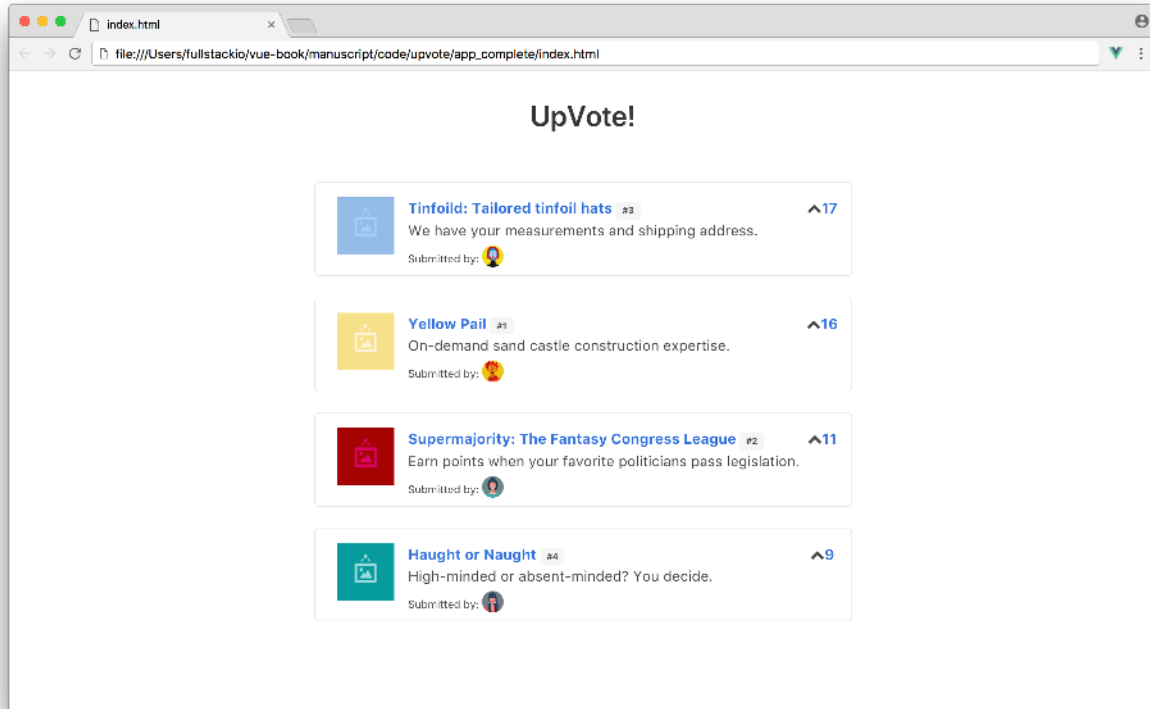 index.html
file:///Users/fullstackio/vue-book/manuscript/code/upvote/app_complete/index.html
UpVote!
Tinfoild: Tailored tinfoil hats #3 17
We have your measurements and shipping address.
Submitted by:
Yellow Pail #1 16
On-demand sand castle construction expertise.
Submitted by:
Supermajority: The Fantasy Congress League #2 11
Earn points when your favorite politicians pass legislation.
Submitted by:
Haught or Naught #4 9
High-minded or absent-minded? You decide.
Submitted by: